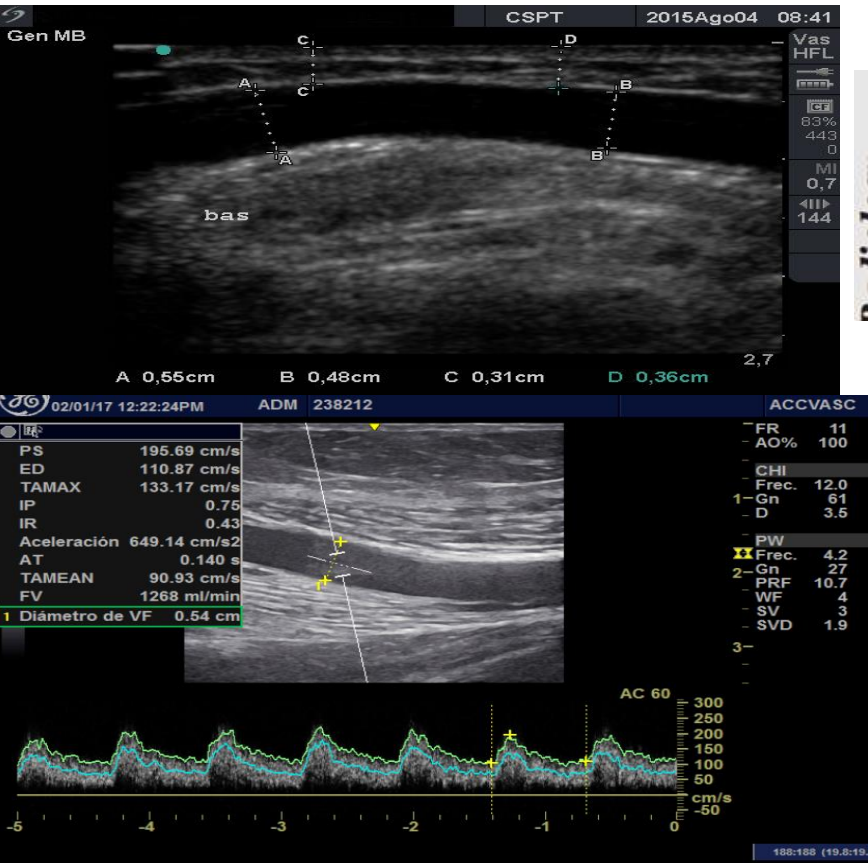 CSPT 2015Ago04 08:41
Gen MB
Vas
HFL
C D
CF
83%
443
0
MI
0,7
144
A B
C
A B
bas
2,7
A 0,55cm B 0,48cm C 0,31cm D 0,36cm
GE 02/01/17 12:22:24PM ADM 238212 ACCVASC
PS 195.69 cm/s
ED 110.87 cm/s
TAMAX 133.17 cm/s
IP 0.75
IR 0.43
Aceleración 649.14 cm/s2
AT 0.140 s
TAMEAN 90.93 cm/s
FV 1268 ml/min
1 Diámetro de VF 0.54 cm
1
FR 11
AO% 100
CHI
Frec. 12.0
Gn 61
D 3.5
PW
Frec. 4.2
Gn 27
PRF 10.7
WF 4
SV 3
SVD 1.9
1
2
3
AC 60
300
250
200
150
100
50
cm/s
-50
-5 -4 -3 -2 -1 0